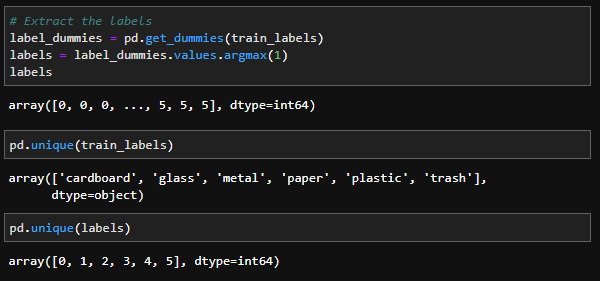 # Extract the labels
label_dummies = pd.get_dummies(train_labels)
labels = label_dummies.values.argmax(1)
labels
array([0, 0, 0, ..., 5, 5, 5], dtype=int64)
pd.unique(train_labels)
array(['cardboard', 'glass', 'metal', 'paper', 'plastic', 'trash'],
      dtype=object)
pd.unique(labels)
array([0, 1, 2, 3, 4, 5], dtype=int64)